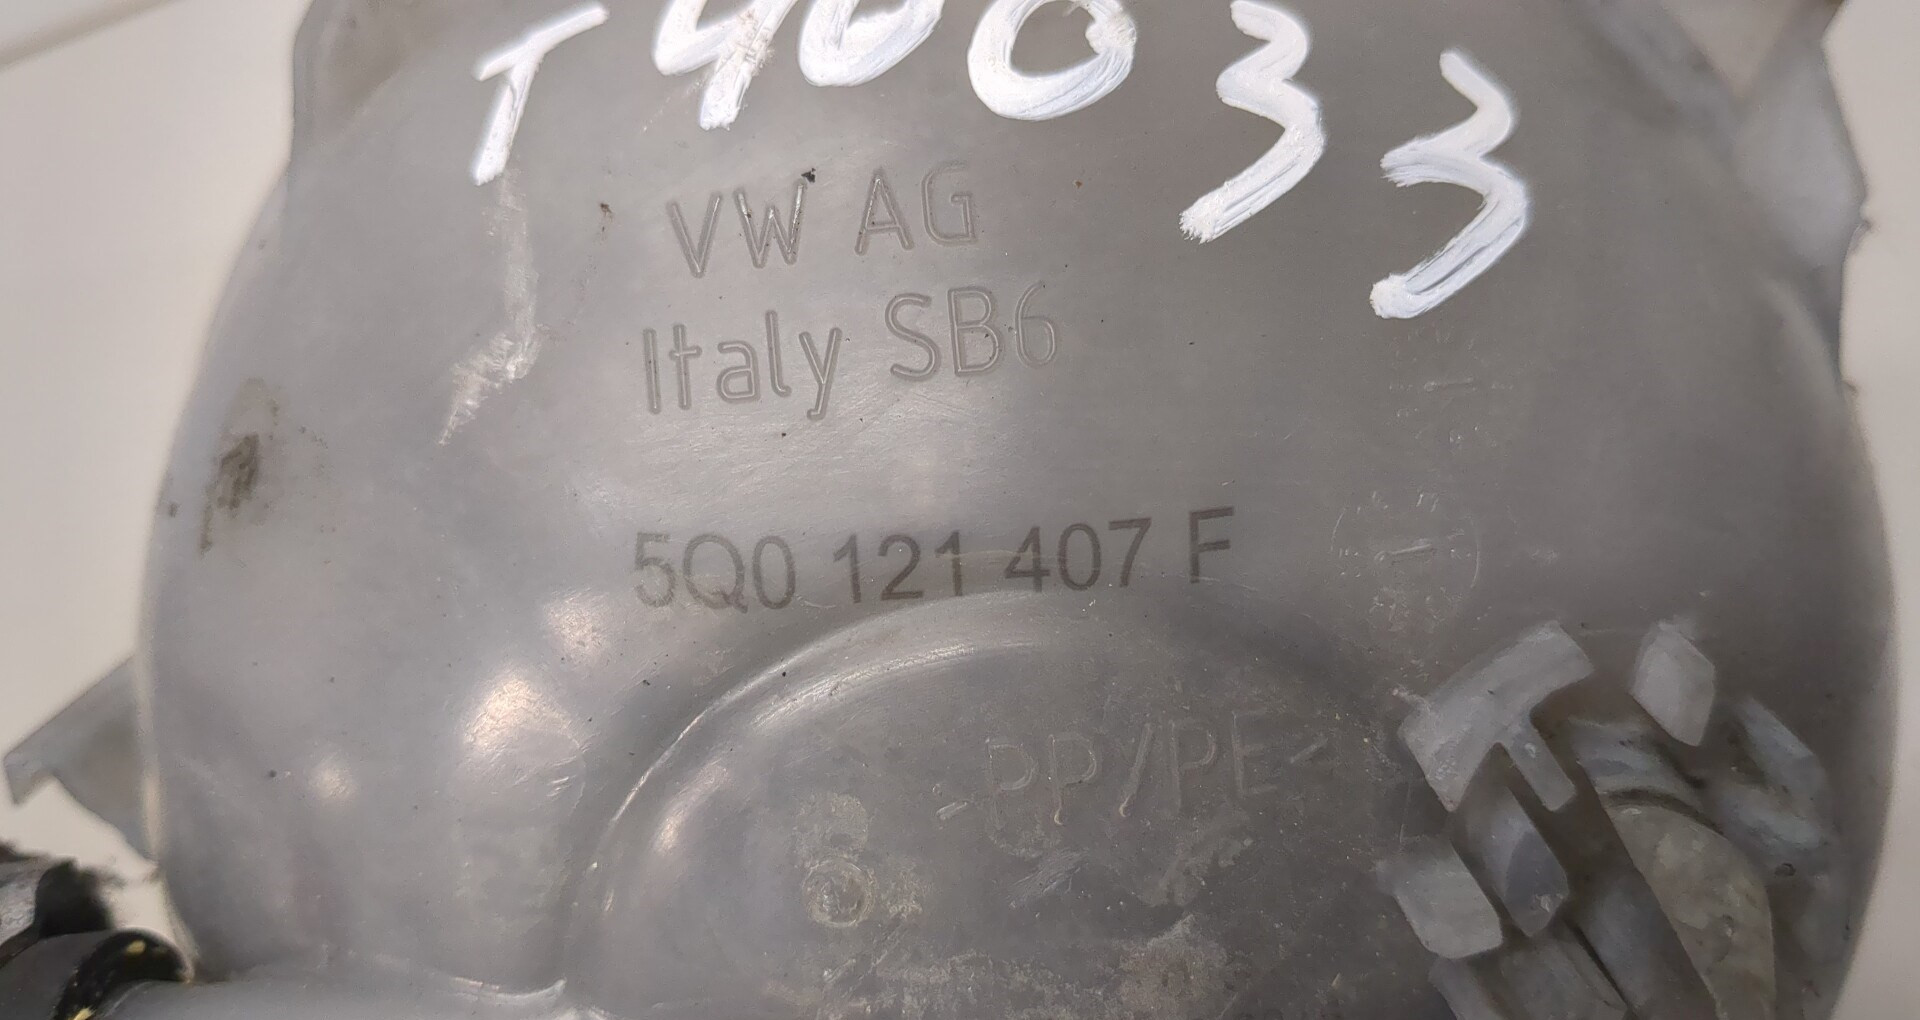 T40033
VW AG
Italy SB6
5Q0 121 407 F
>PP/PE<